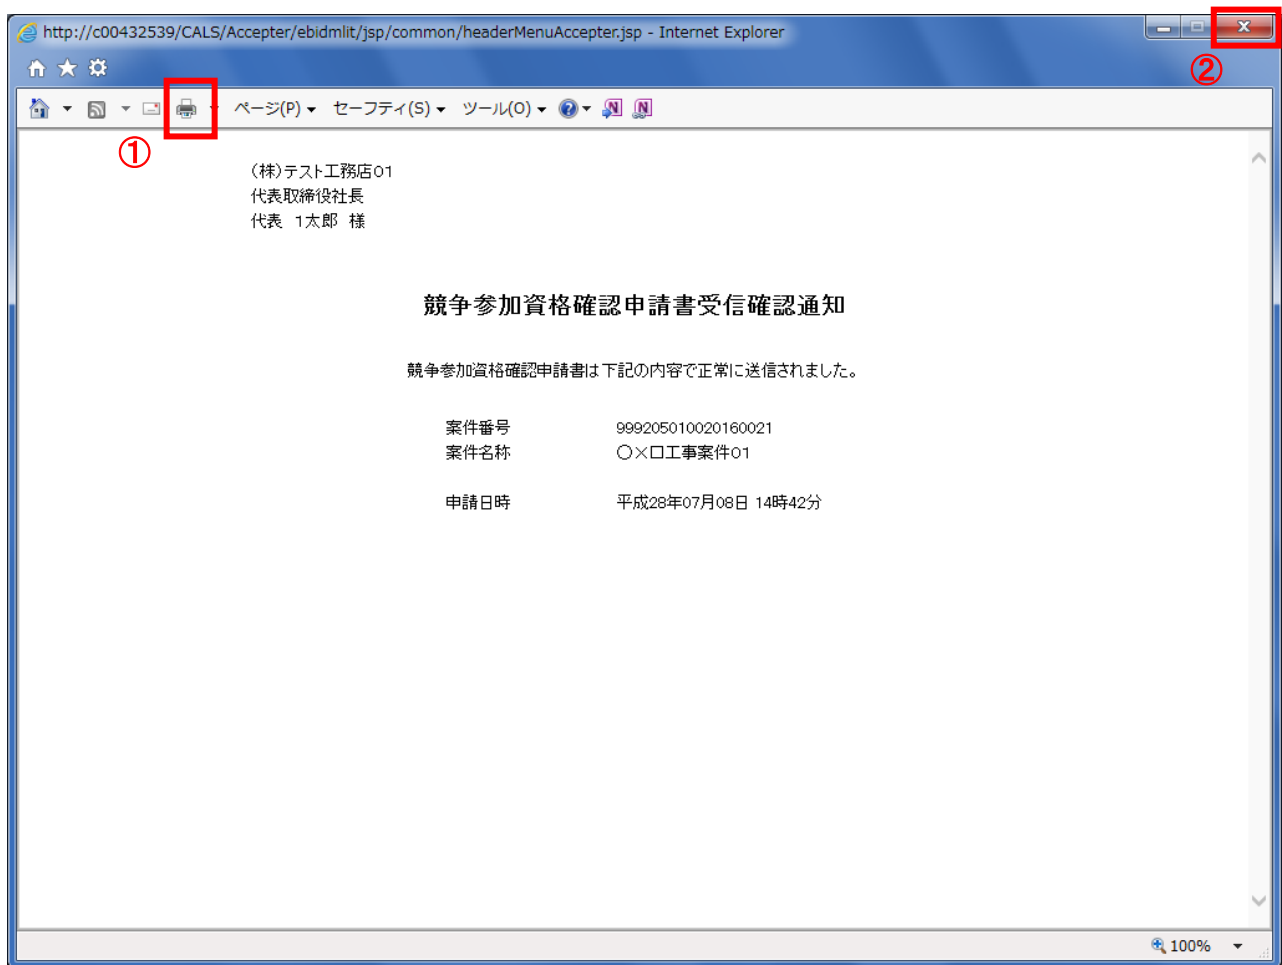 http://c00432539/CALS/Accepter/ebidmlit/jsp/common/headerMenuAccepter.jsp - Internet Explorer
②
ページ(P) セーフティ(S) ツール(O)
①
(株)テスト工務店01
代表取締役社長
代表 1太郎 様
競争参加資格確認申請書受信確認通知
競争参加資格確認申請書は下記の内容で正常に送信されました。
案件番号 999205010020160021
案件名称 ○×口工事案件01
申請日時 平成28年07月08日 14時42分
100%